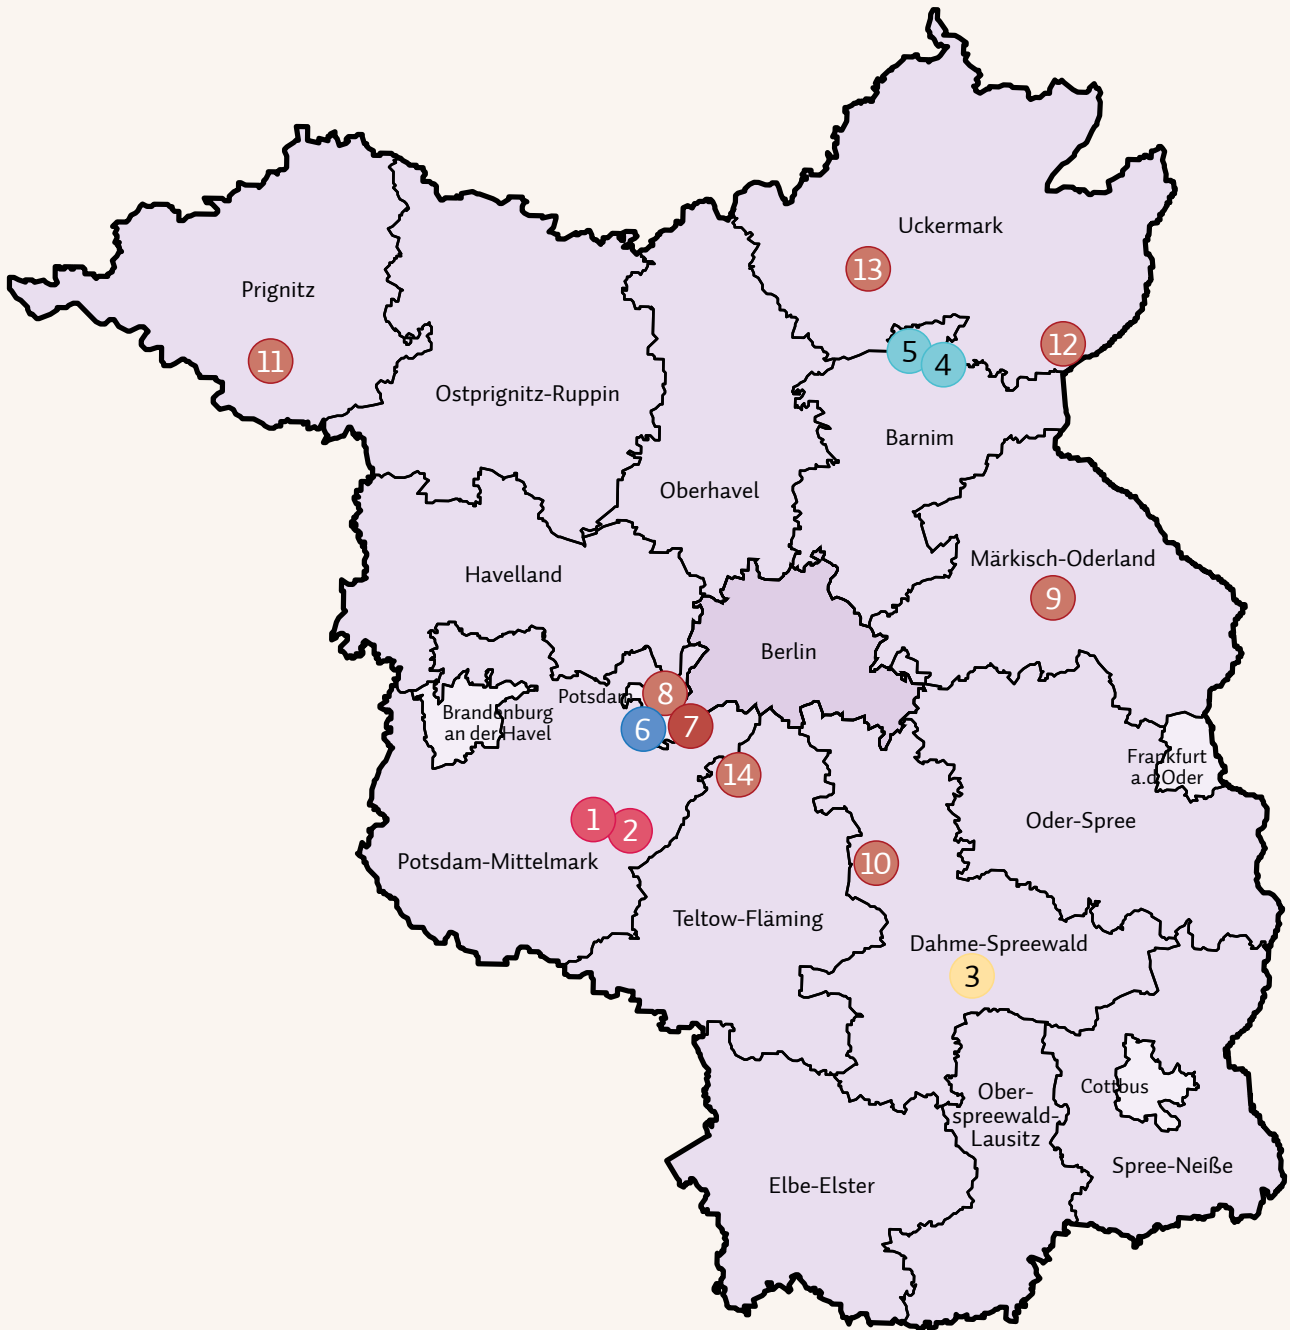 Uckermark
13
Prignitz
12
5
4
11
Ostprignitz-Ruppin
Barnim
Oberhavel
Märkisch-Oderland
Havelland
9
Berlin
Potsdam
8
Brandenburg
an der Havel
6
7
Frankfurt
a.d.Oder
14
1
2
Oder-Spree
Potsdam-Mittelmark
10
Teltow-Fläming
Dahme-Spreewald
3
Cottbus
Ober-
spreewald-
Lausitz
Spree-Neiße
Elbe-Elster